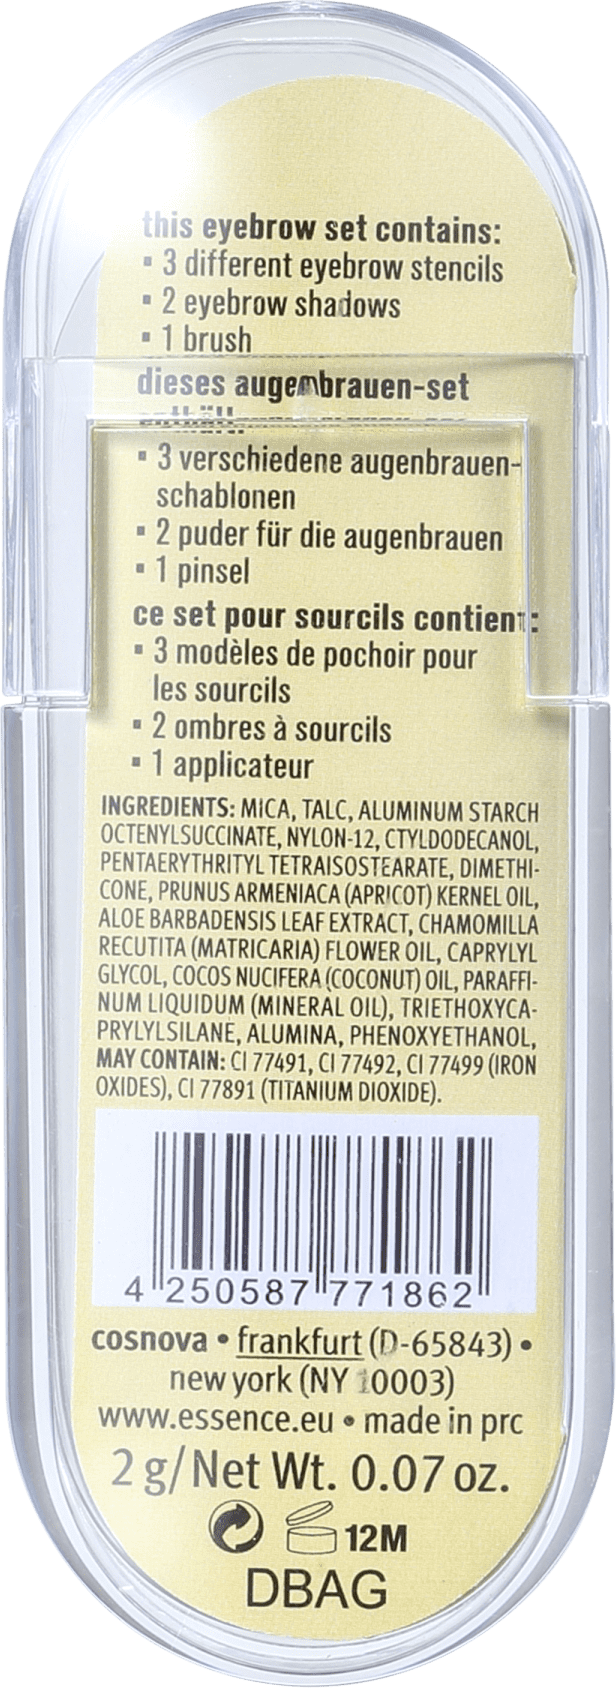 this eyebrow set contains:
▪ 3 different eyebrow stencils
▪ 2 eyebrow shadows
▪ 1 brush
dieses augenbrauen-set
enthält:
▪ 3 verschiedene augenbrauen-
schablonen
▪ 2 puder für die augenbrauen
▪ 1 pinsel
ce set pour sourcils contient:
▪ 3 modèles de pochoir pour
les sourcils
▪ 2 ombres à sourcils
▪ 1 applicateur
INGREDIENTS: MICA, TALC, ALUMINUM STARCH
OCTENYLSUCCINATE, NYLON-12, CTYLDODECANOL,
PENTAERYTHRITYL TETRAISOSTEARATE, DIMETHI-
CONE, PRUNUS ARMENIACA (APRICOT) KERNEL OIL,
ALOE BARBADENSIS LEAF EXTRACT, CHAMOMILLA
RECUTITA (MATRICARIA) FLOWER OIL, CAPRYLYL
GLYCOL, COCOS NUCIFERA (COCONUT) OIL, PARAFFI-
NUM LIQUIDUM (MINERAL OIL), TRIETHOXYCA-
PRYLYLSILANE, ALUMINA, PHENOXYETHANOL,
MAY CONTAIN: CI 77491, CI 77492, CI 77499 (IRON
OXIDES), CI 77891 (TITANIUM DIOXIDE).
4 250587 771862
cosnova • frankfurt (D-65843) •
new york (NY 10003)
www.essence.eu • made in prc
2 g/Net Wt. 0.07 oz.
12M
DBAG